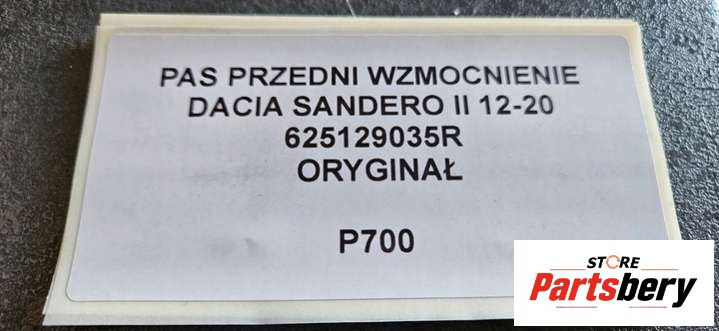 PAS PRZEDNI WZMOCNIENIE
DACIA SANDERO II 12-20
625129035R
ORYGINAŁ
P700
STORE
Partsbery